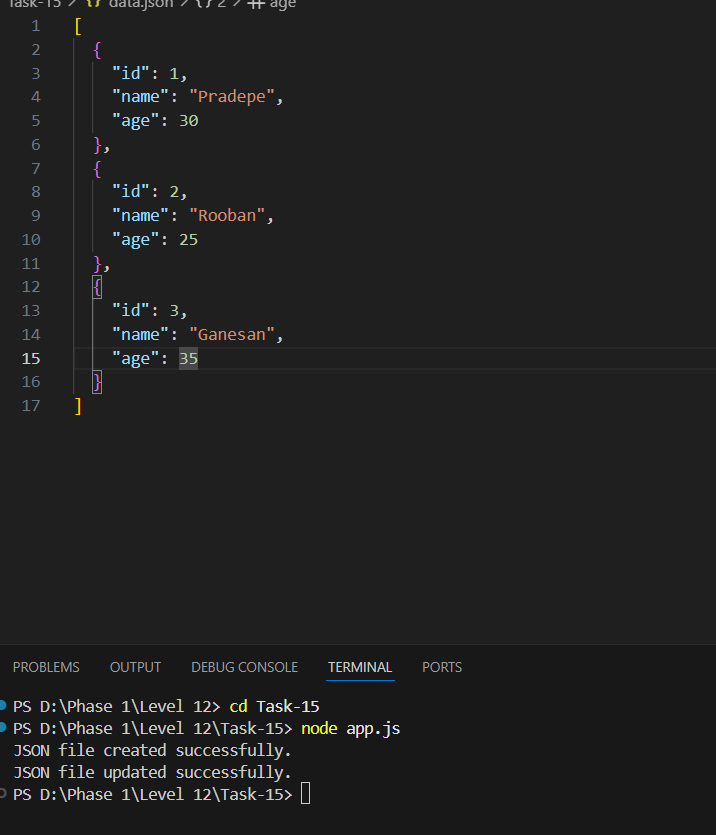 Task-15 > {} data.json > {} 2 > # age
1 [
2 {
3 "id": 1,
4 "name": "Pradepe",
5 "age": 30
6 },
7 {
8 "id": 2,
9 "name": "Rooban",
10 "age": 25
11 },
12 {
13 "id": 3,
14 "name": "Ganesan",
15 "age": 35
16 }
17 ]
PROBLEMS OUTPUT DEBUG CONSOLE TERMINAL PORTS
PS D:\Phase 1\Level 12> cd Task-15
PS D:\Phase 1\Level 12\Task-15> node app.js
JSON file created successfully.
JSON file updated successfully.
PS D:\Phase 1\Level 12\Task-15>